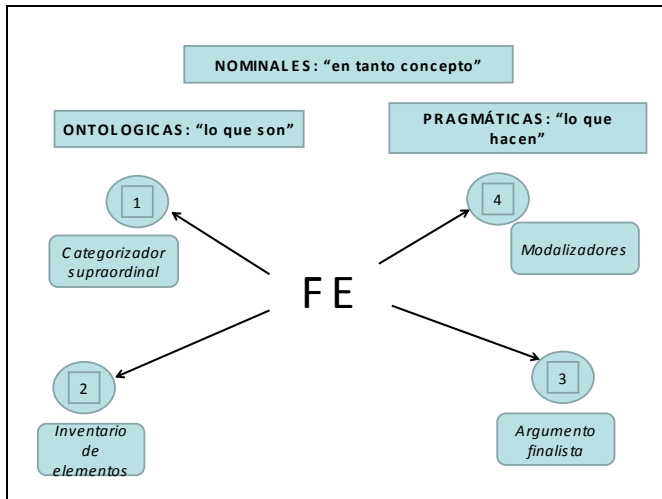 NOMINALES: “en tanto concepto”
ONTOLOGICAS: “lo que son”
PRAGMÁTICAS: “lo que
hacen”
1
Categorizador
supraordinal
4
Modalizadores
FE
2
Inventario
de
elementos
3
Argumento
finalista